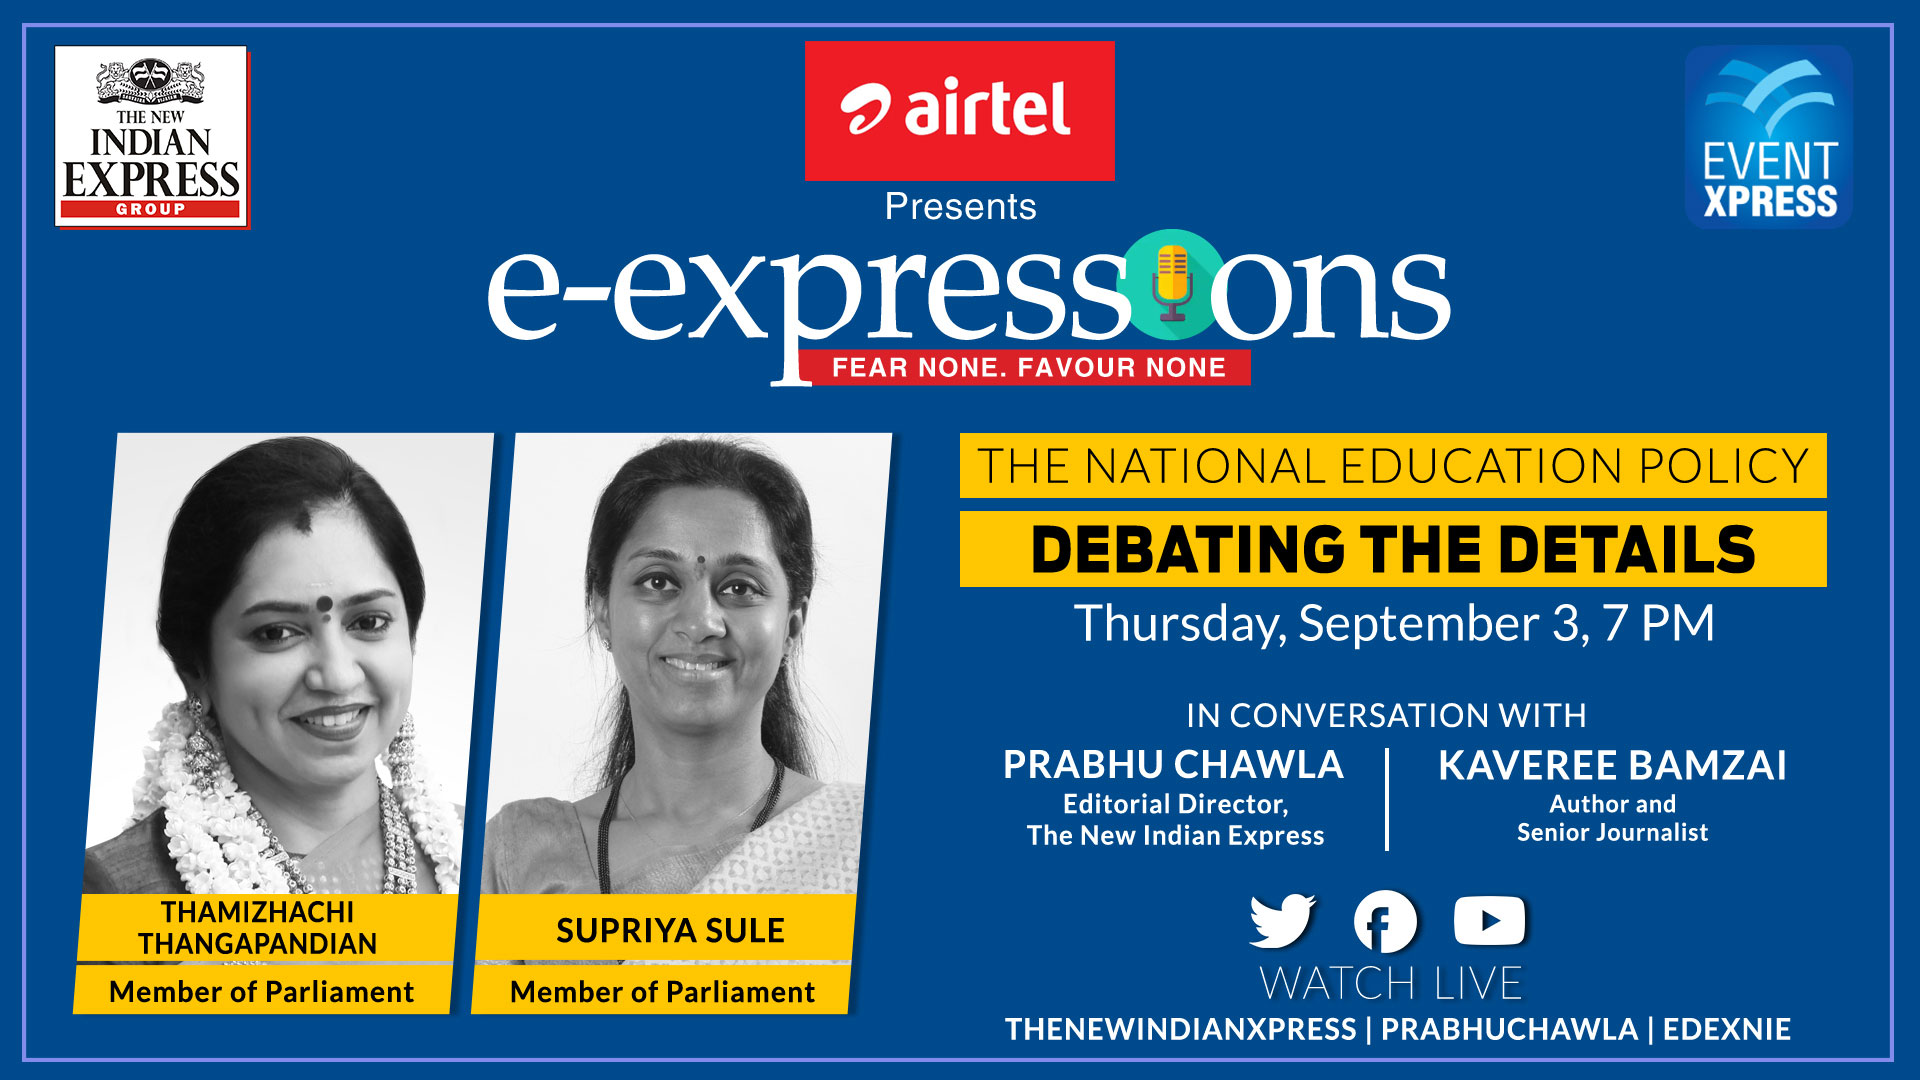 THE NEW
INDIAN
EXPRESS
GROUP
airtel
Presents
EVENT
XPRESS
e-expressions
FEAR NONE. FAVOUR NONE
THE NATIONAL EDUCATION POLICY
DEBATING THE DETAILS
Thursday, September 3, 7 PM
IN CONVERSATION WITH
PRABHU CHAWLA
Editorial Director,
The New Indian Express
KAVEREE BAMZAI
Author and
Senior Journalist
THAMIZHACHI
THANGAPANDIAN
Member of Parliament
SUPRIYA SULE
Member of Parliament
WATCH LIVE
THENEWINDIANXPRESS | PRABHUCHAWLA | EDEXNIE